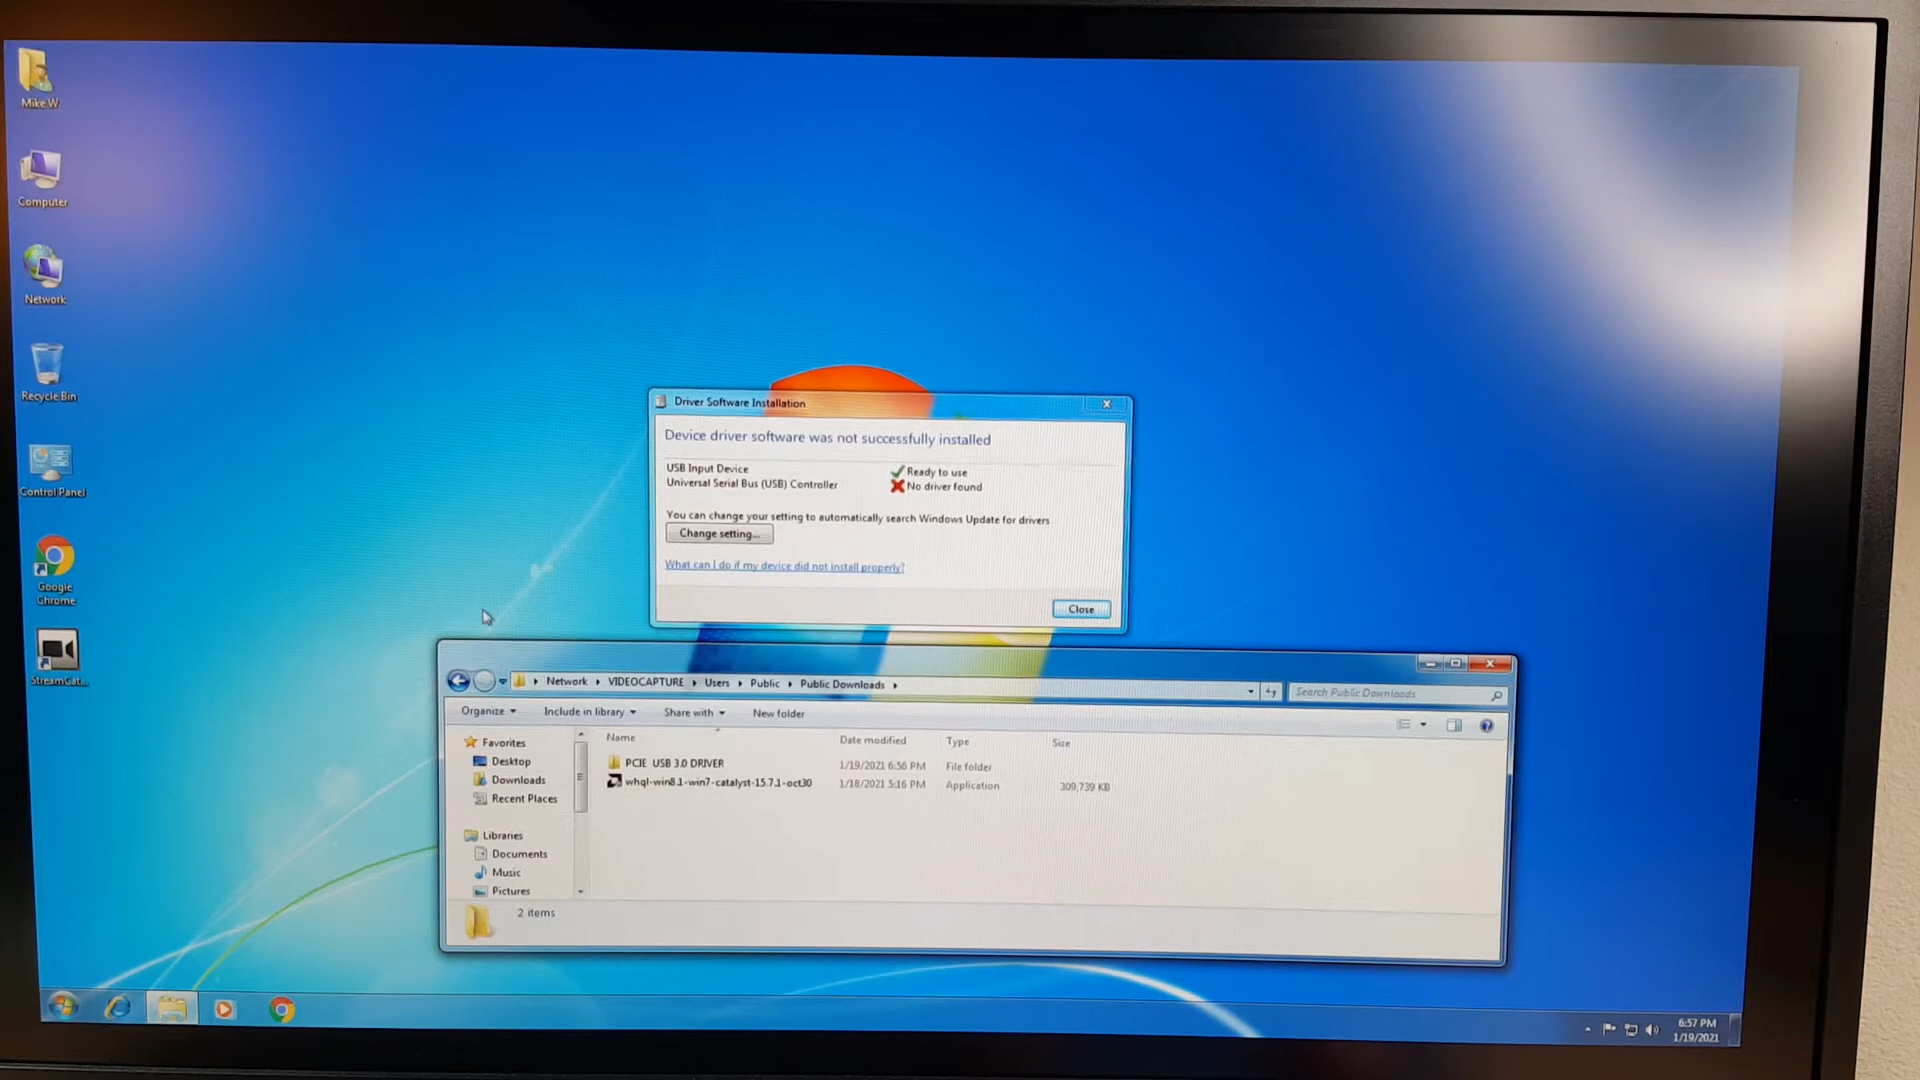 Mike W
Computer
Network
Recycle Bin
Control Panel
Google
Chrome
StreamCat...
Driver Software Installation
Device driver software was not successfully installed
USB Input Device Ready to use
Universal Serial Bus (USB) Controller No driver found
You can change your setting to automatically search Windows Update for drivers
Change setting...
What can I do if my device did not install properly?
Close
Network VIDEOCAPTURE Users Public Public Downloads
Search Public Downloads
Organize Include in library Share with New folder
Name Date modified Type Size
PCIE USB 3.0 DRIVER 1/19/2021 6:56 PM File folder
whql-win8.1-win7-catalyst-15.7.1-oct30 1/18/2021 5:16 PM Application 309,739 KB
Favorites
Desktop
Downloads
Recent Places
Libraries
Documents
Music
Pictures
2 items
6:57 PM
1/19/2021